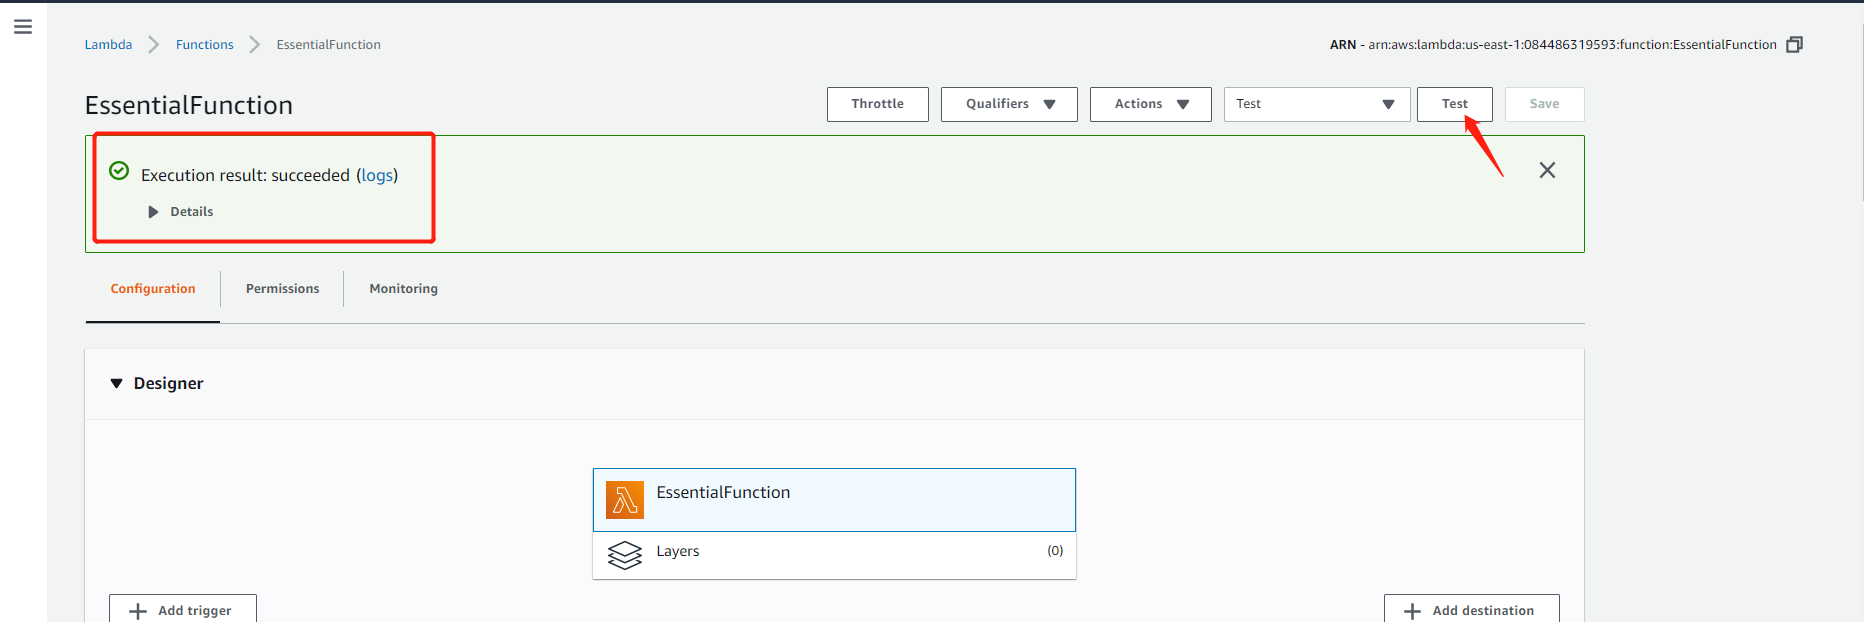 Lambda Functions EssentialFunction
ARN - arn:aws:lambda:us-east-1:084486319593:function:EssentialFunction
EssentialFunction
Throttle Qualifiers Actions Test Test Save
Execution result: succeeded (logs)
Details
Configuration Permissions Monitoring
Designer
EssentialFunction
Layers (0)
Add trigger Add destination